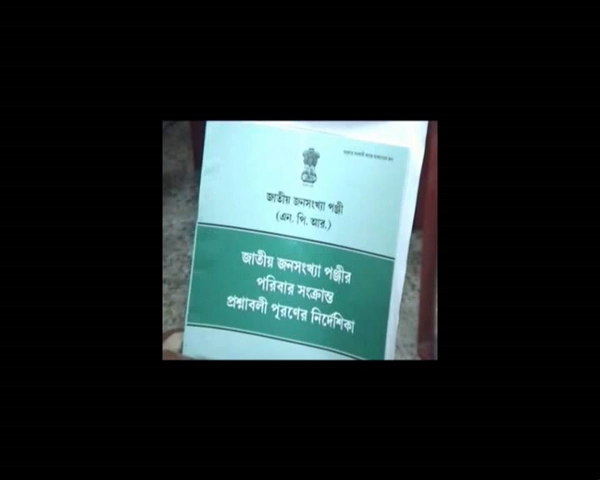 জাতীয় জনসংখ্যা পঞ্জী
(এন. পি. আর.)
জাতীয় জনসংখ্যা পঞ্জীর
পরিবার সংক্রান্ত
প্রশ্নাবলী পূরণের নির্দেশিকা